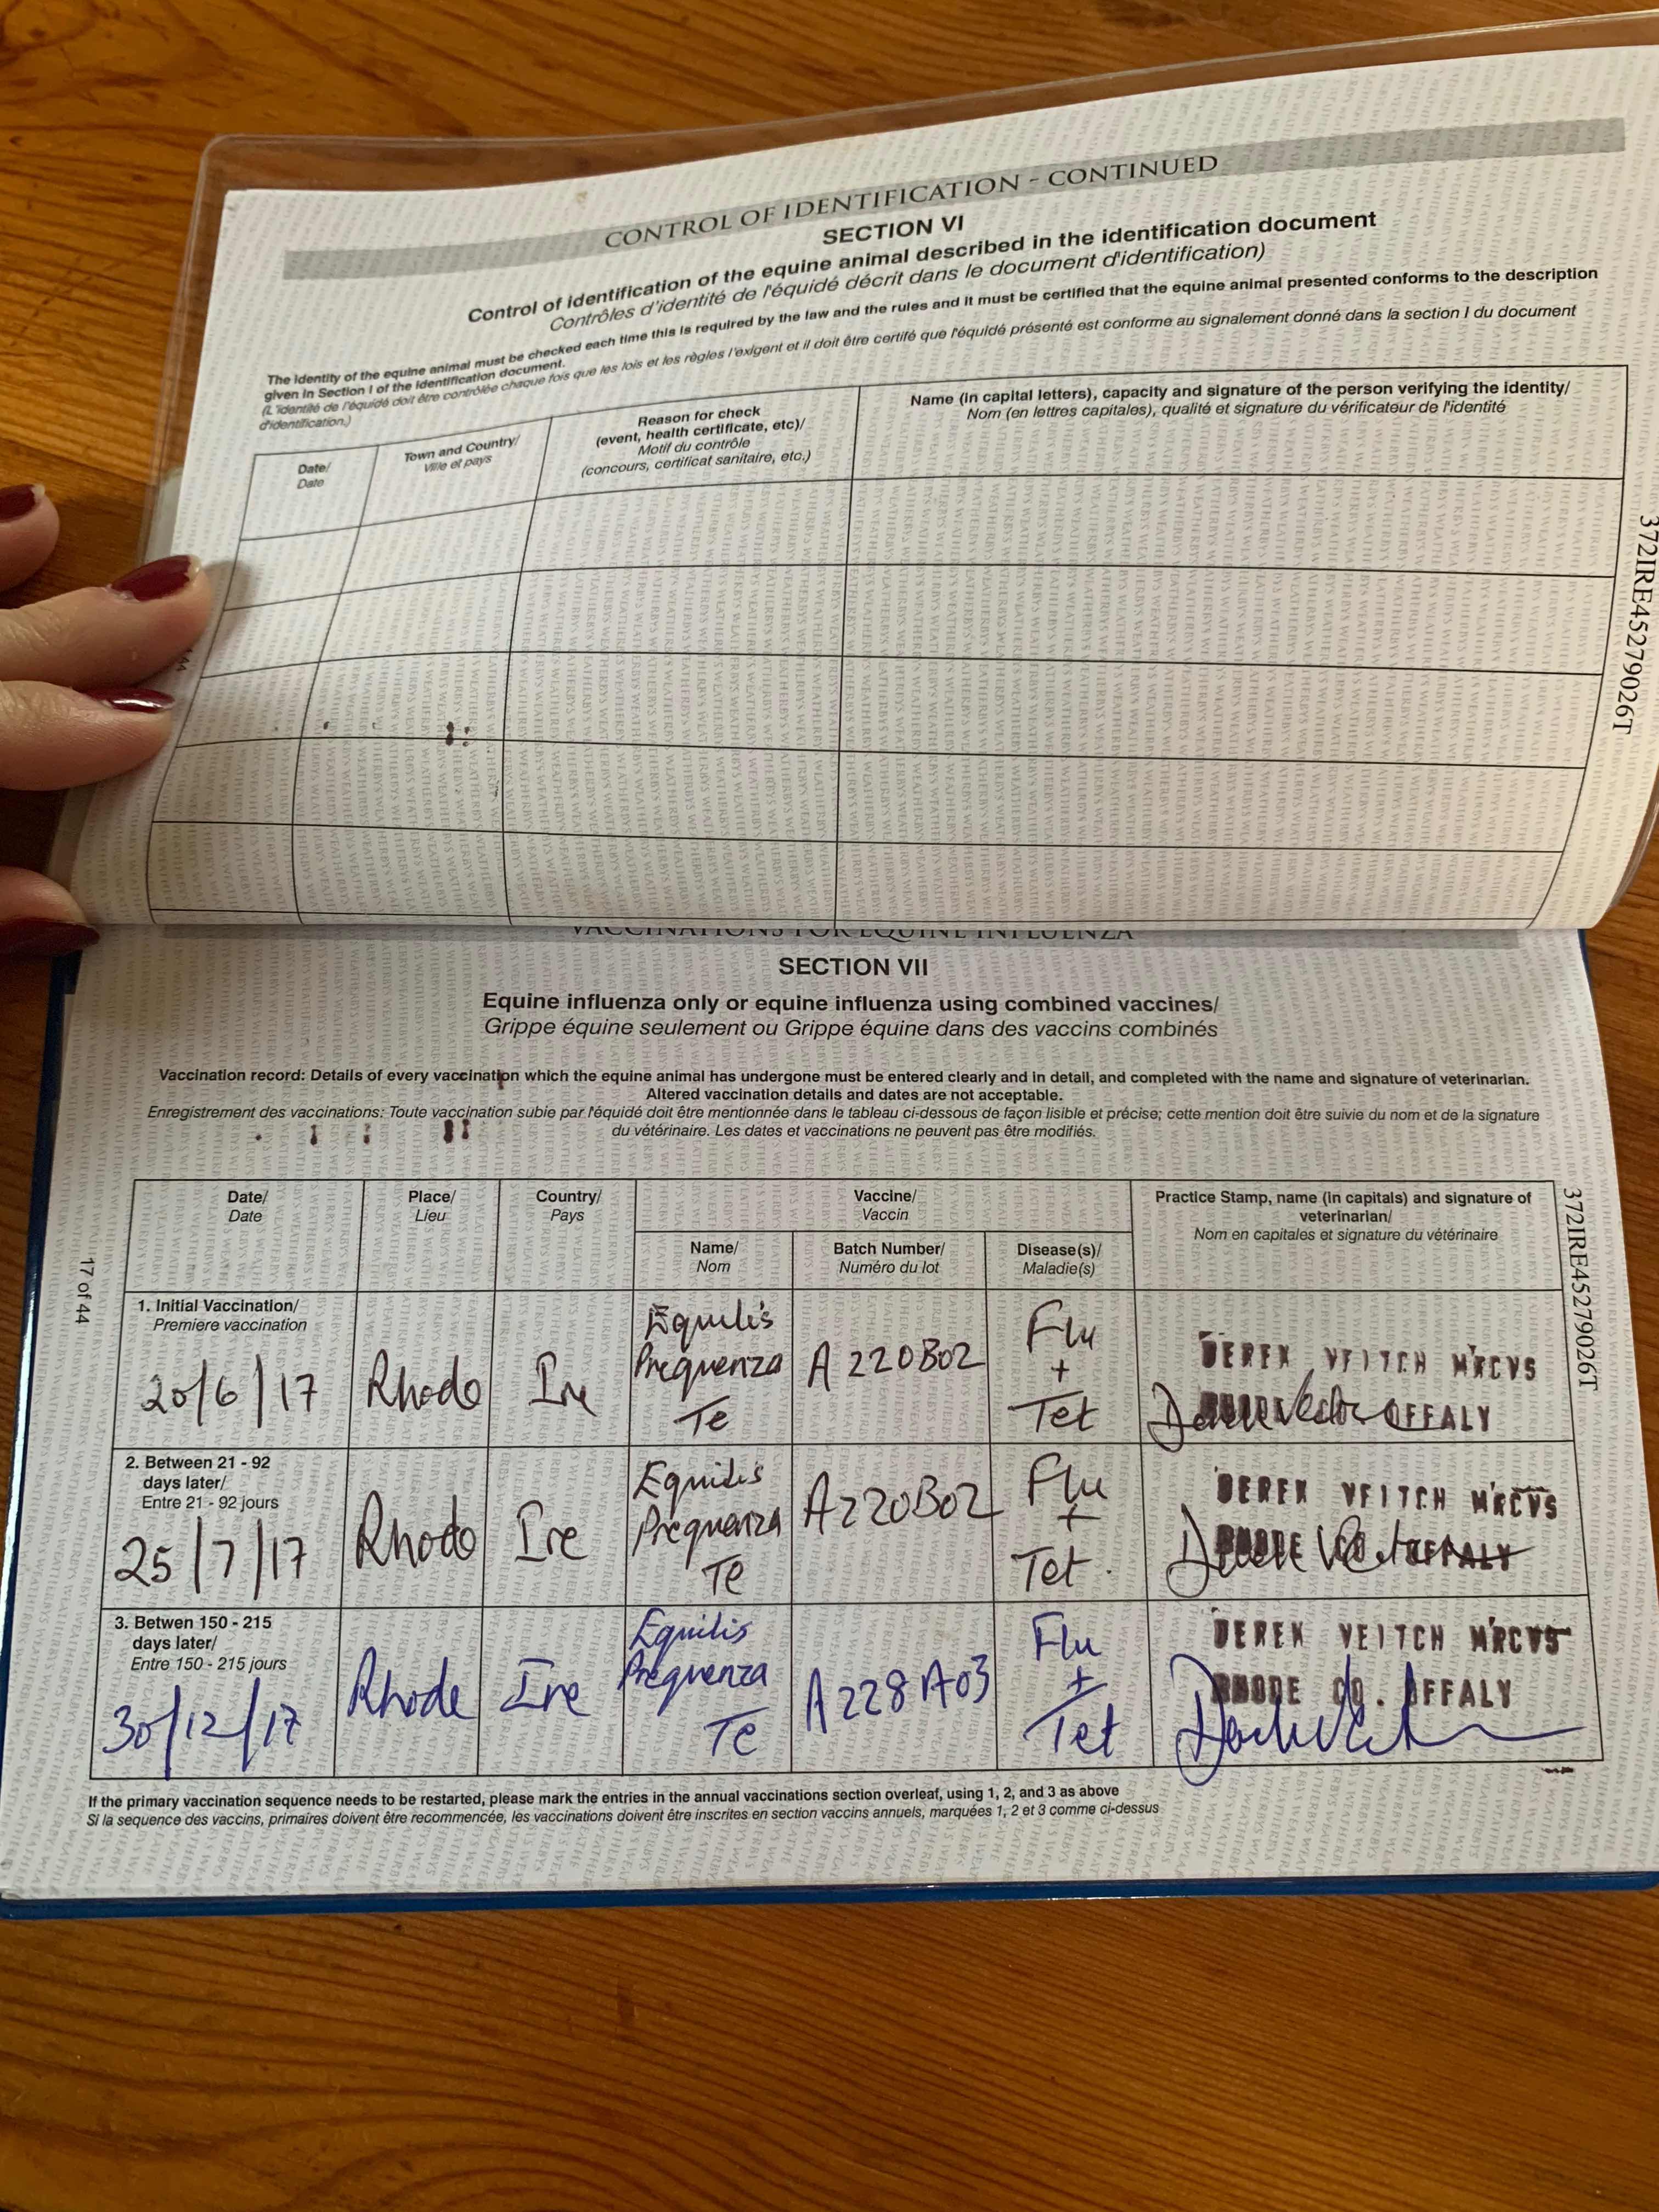 CONTROL OF IDENTIFICATION - CONTINUED
SECTION VI
Control of identification of the equine animal described in the identification document
Contrôles d'identité de l'équidé décrit dans le document d'identification)
The identity of the equine animal must be checked each time this is required by the law and the rules and it must be certified that the equine animal presented conforms to the description
given in Section I of the identification document.
(L'identité de l'équidé doit être contrôlée chaque fois que les lois et les règles l'exigent et il doit être certifé que l'équidé présenté est conforme au signalement donné dans la section I du document
d'identification.)
Date/
Date
Town and Country/
Ville et pays
Reason for check
(event, health certificate, etc)/
Motif du contrôle
(concours, certificat sanitaire, etc.)
Name (in capital letters), capacity and signature of the person verifying the identity/
Nom (en lettres capitales), qualité et signature du vérificateur de l'identité
372IRE45279026T
VACCINATIONS FOR EQUINE INFLUENZA
SECTION VII
Equine influenza only or equine influenza using combined vaccines/
Grippe équine seulement ou Grippe équine dans des vaccins combinés
Vaccination record: Details of every vaccination which the equine animal has undergone must be entered clearly and in detail, and completed with the name and signature of veterinarian.
Altered vaccination details and dates are not acceptable.
Enregistrement des vaccinations: Toute vaccination subie par l'équidé doit être mentionnée dans le tableau ci-dessous de façon lisible et précise; cette mention doit être suivie du nom et de la signature
du vétérinaire. Les dates et vaccinations ne peuvent pas être modifiés.
Date/
Date
Place/
Lieu
Country/
Pays
Vaccine/
Vaccin
Name/
Nom
Batch Number/
Numéro du lot
Disease(s)/
Maladie(s)
Practice Stamp, name (in capitals) and signature of
veterinarian/
Nom en capitales et signature du vétérinaire
1. Initial Vaccination/
Premiere vaccination
20/6/17
Rhode
Ire
Equilis
Prequenza
Te
A220B02
Flu
+
Tet
DEREK VEITCH MRCVS
OFFALY
2. Between 21 - 92
days later/
Entre 21 - 92 jours
25/7/17
Rhode
Ire
Equilis
Prequenza
Te
A220B02
Flu
+
Tet.
DEREK VEITCH MRCVS
RHODE CO. OFFALY
3. Betwen 150 - 215
days later/
Entre 150 - 215 jours
30/12/17
Rhode
Ire
Equilis
Prequenza
Te
A228A03
Flu
+
Tet
DEREK VEITCH MRCVS
RHODE CO. OFFALY
If the primary vaccination sequence needs to be restarted, please mark the entries in the annual vaccinations section overleaf, using 1, 2, and 3 as above
Si la sequence des vaccins, primaires doivent être recommencée, les vaccinations doivent être inscrites en section vaccins annuels, marquées 1, 2 et 3 comme ci-dessus
17 of 44
372IRE45279026T